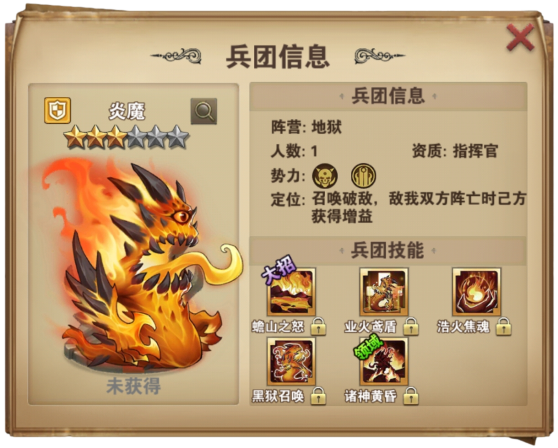 兵团信息
炎魔
未获得
兵团信息
阵营: 地狱
人数: 1
资质: 指挥官
势力:
定位: 召唤破敌，敌我双方阵亡时己方
获得增益
兵团技能
大招
蟾山之怒
业火鸢盾
浩火焦魂
黑狱召唤
领域
诸神黄昏